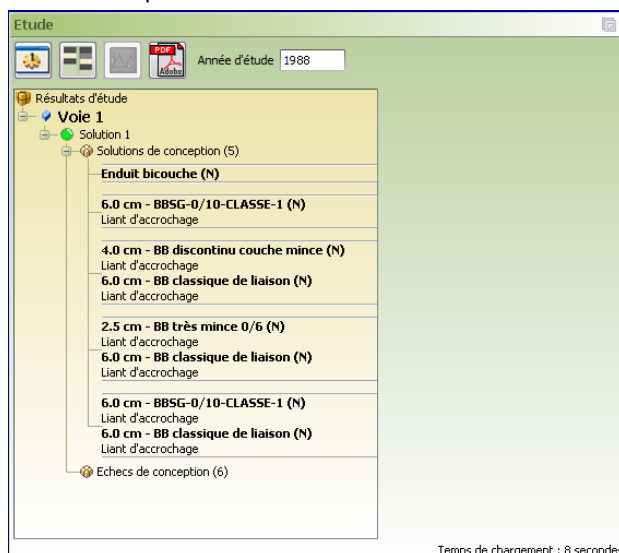 Etude
PDF
Adobe
Année d'étude 1988
Résultats d'étude
Voie 1
Solution 1
Solutions de conception (5)
Enduit bicouche (N)
6.0 cm - BBSG-0/10-CLASSE-1 (N)
Liant d'accrochage
4.0 cm - BB discontinu couche mince (N)
Liant d'accrochage
6.0 cm - BB classique de liaison (N)
Liant d'accrochage
2.5 cm - BB très mince 0/6 (N)
Liant d'accrochage
6.0 cm - BB classique de liaison (N)
Liant d'accrochage
6.0 cm - BBSG-0/10-CLASSE-1 (N)
Liant d'accrochage
6.0 cm - BB classique de liaison (N)
Liant d'accrochage
Echecs de conception (6)
Temps de chargement : 8 secondes